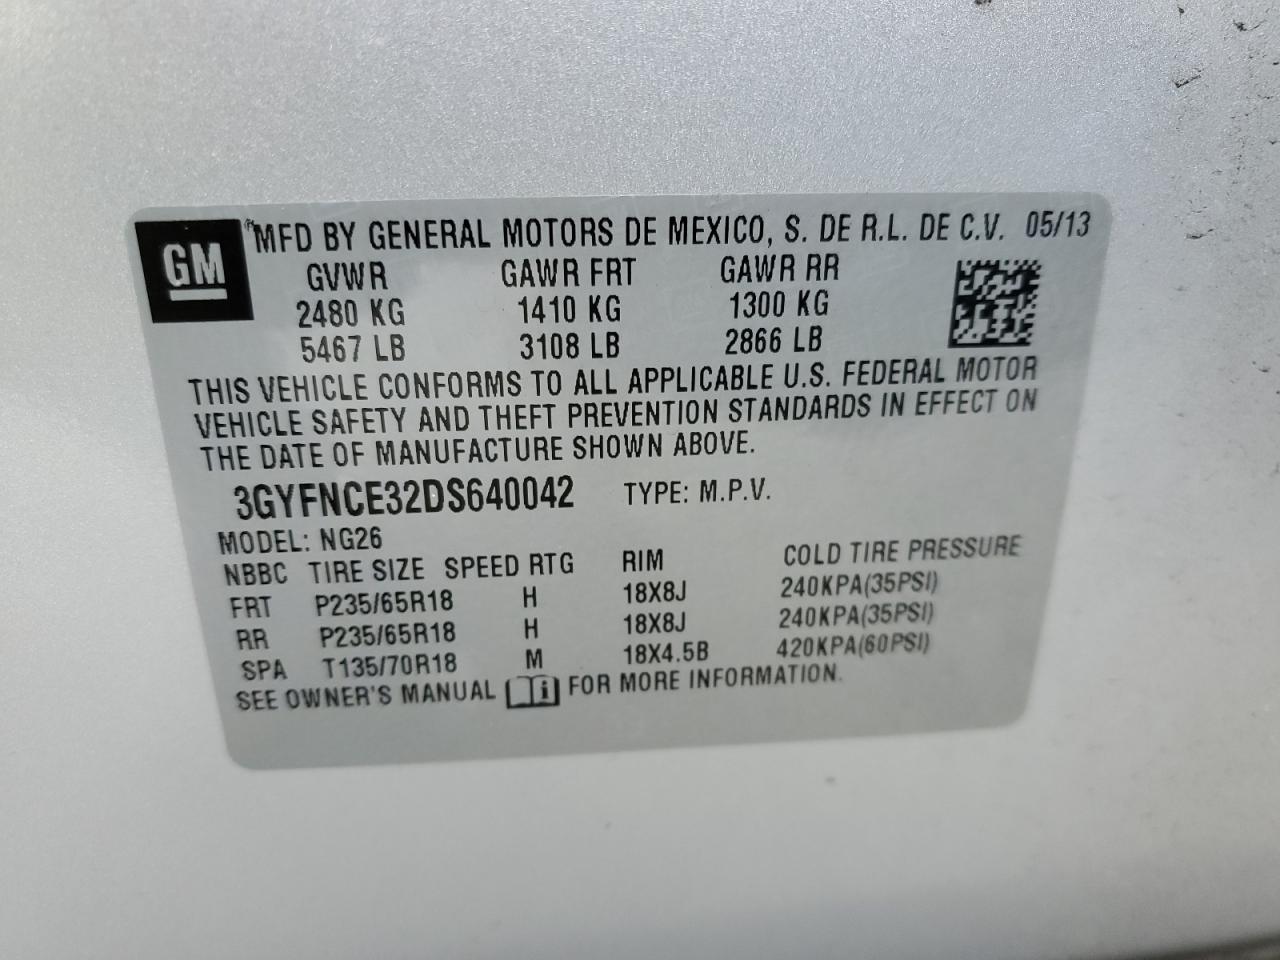 GM
MFD BY GENERAL MOTORS DE MEXICO, S. DE R.L. DE C.V. 05/13
GVWR GAWR FRT GAWR RR
2480 KG 1410 KG 1300 KG
5467 LB 3108 LB 2866 LB
THIS VEHICLE CONFORMS TO ALL APPLICABLE U.S. FEDERAL MOTOR
VEHICLE SAFETY AND THEFT PREVENTION STANDARDS IN EFFECT ON
THE DATE OF MANUFACTURE SHOWN ABOVE.
3GYFNCE32DS640042 TYPE: M.P.V.
MODEL: NG26
NBBC TIRE SIZE SPEED RTG RIM COLD TIRE PRESSURE
FRT P235/65R18 H 18X8J 240KPA(35PSI)
RR P235/65R18 H 18X8J 240KPA(35PSI)
SPA T135/70R18 M 18X4.5B 420KPA(60PSI)
SEE OWNER'S MANUAL i FOR MORE INFORMATION.